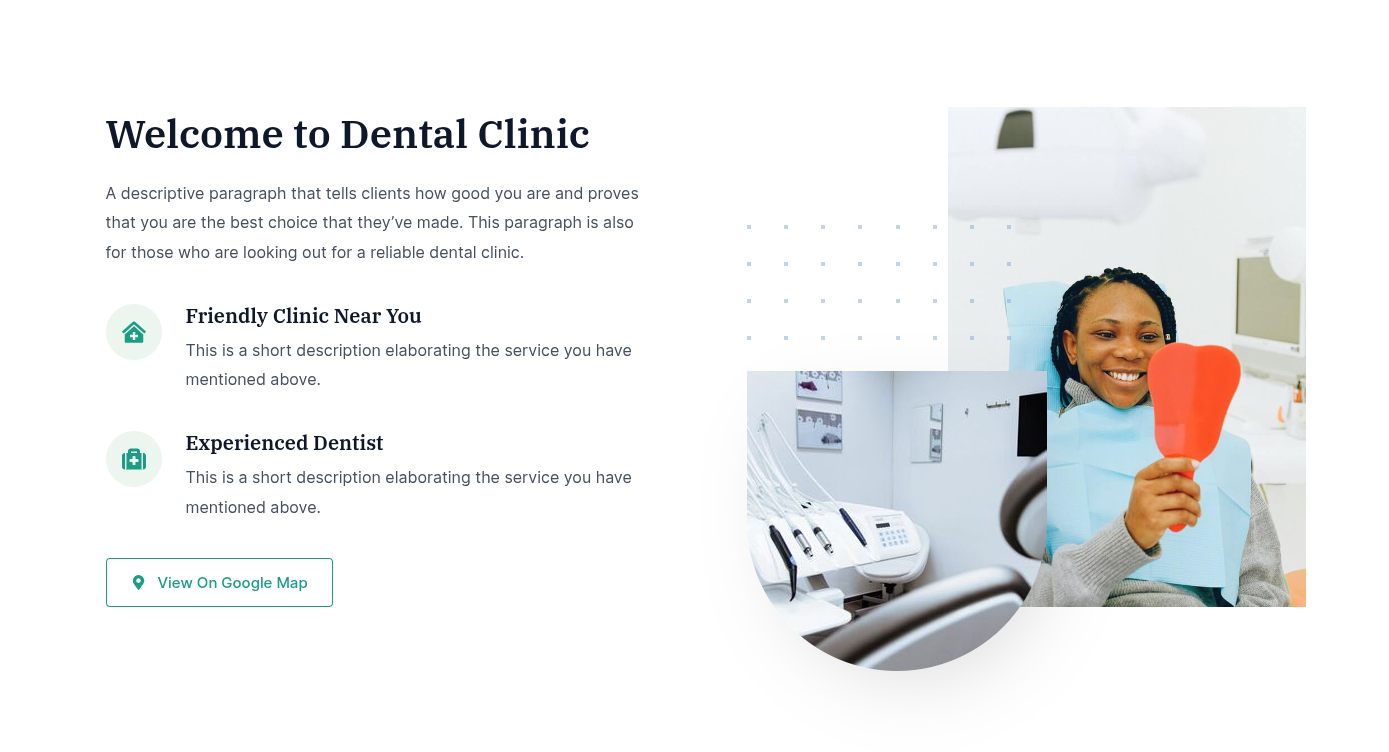 Welcome to Dental Clinic
A descriptive paragraph that tells clients how good you are and proves
that you are the best choice that they’ve made. This paragraph is also
for those who are looking out for a reliable dental clinic.
Friendly Clinic Near You
This is a short description elaborating the service you have
mentioned above.
Experienced Dentist
This is a short description elaborating the service you have
mentioned above.
View On Google Map